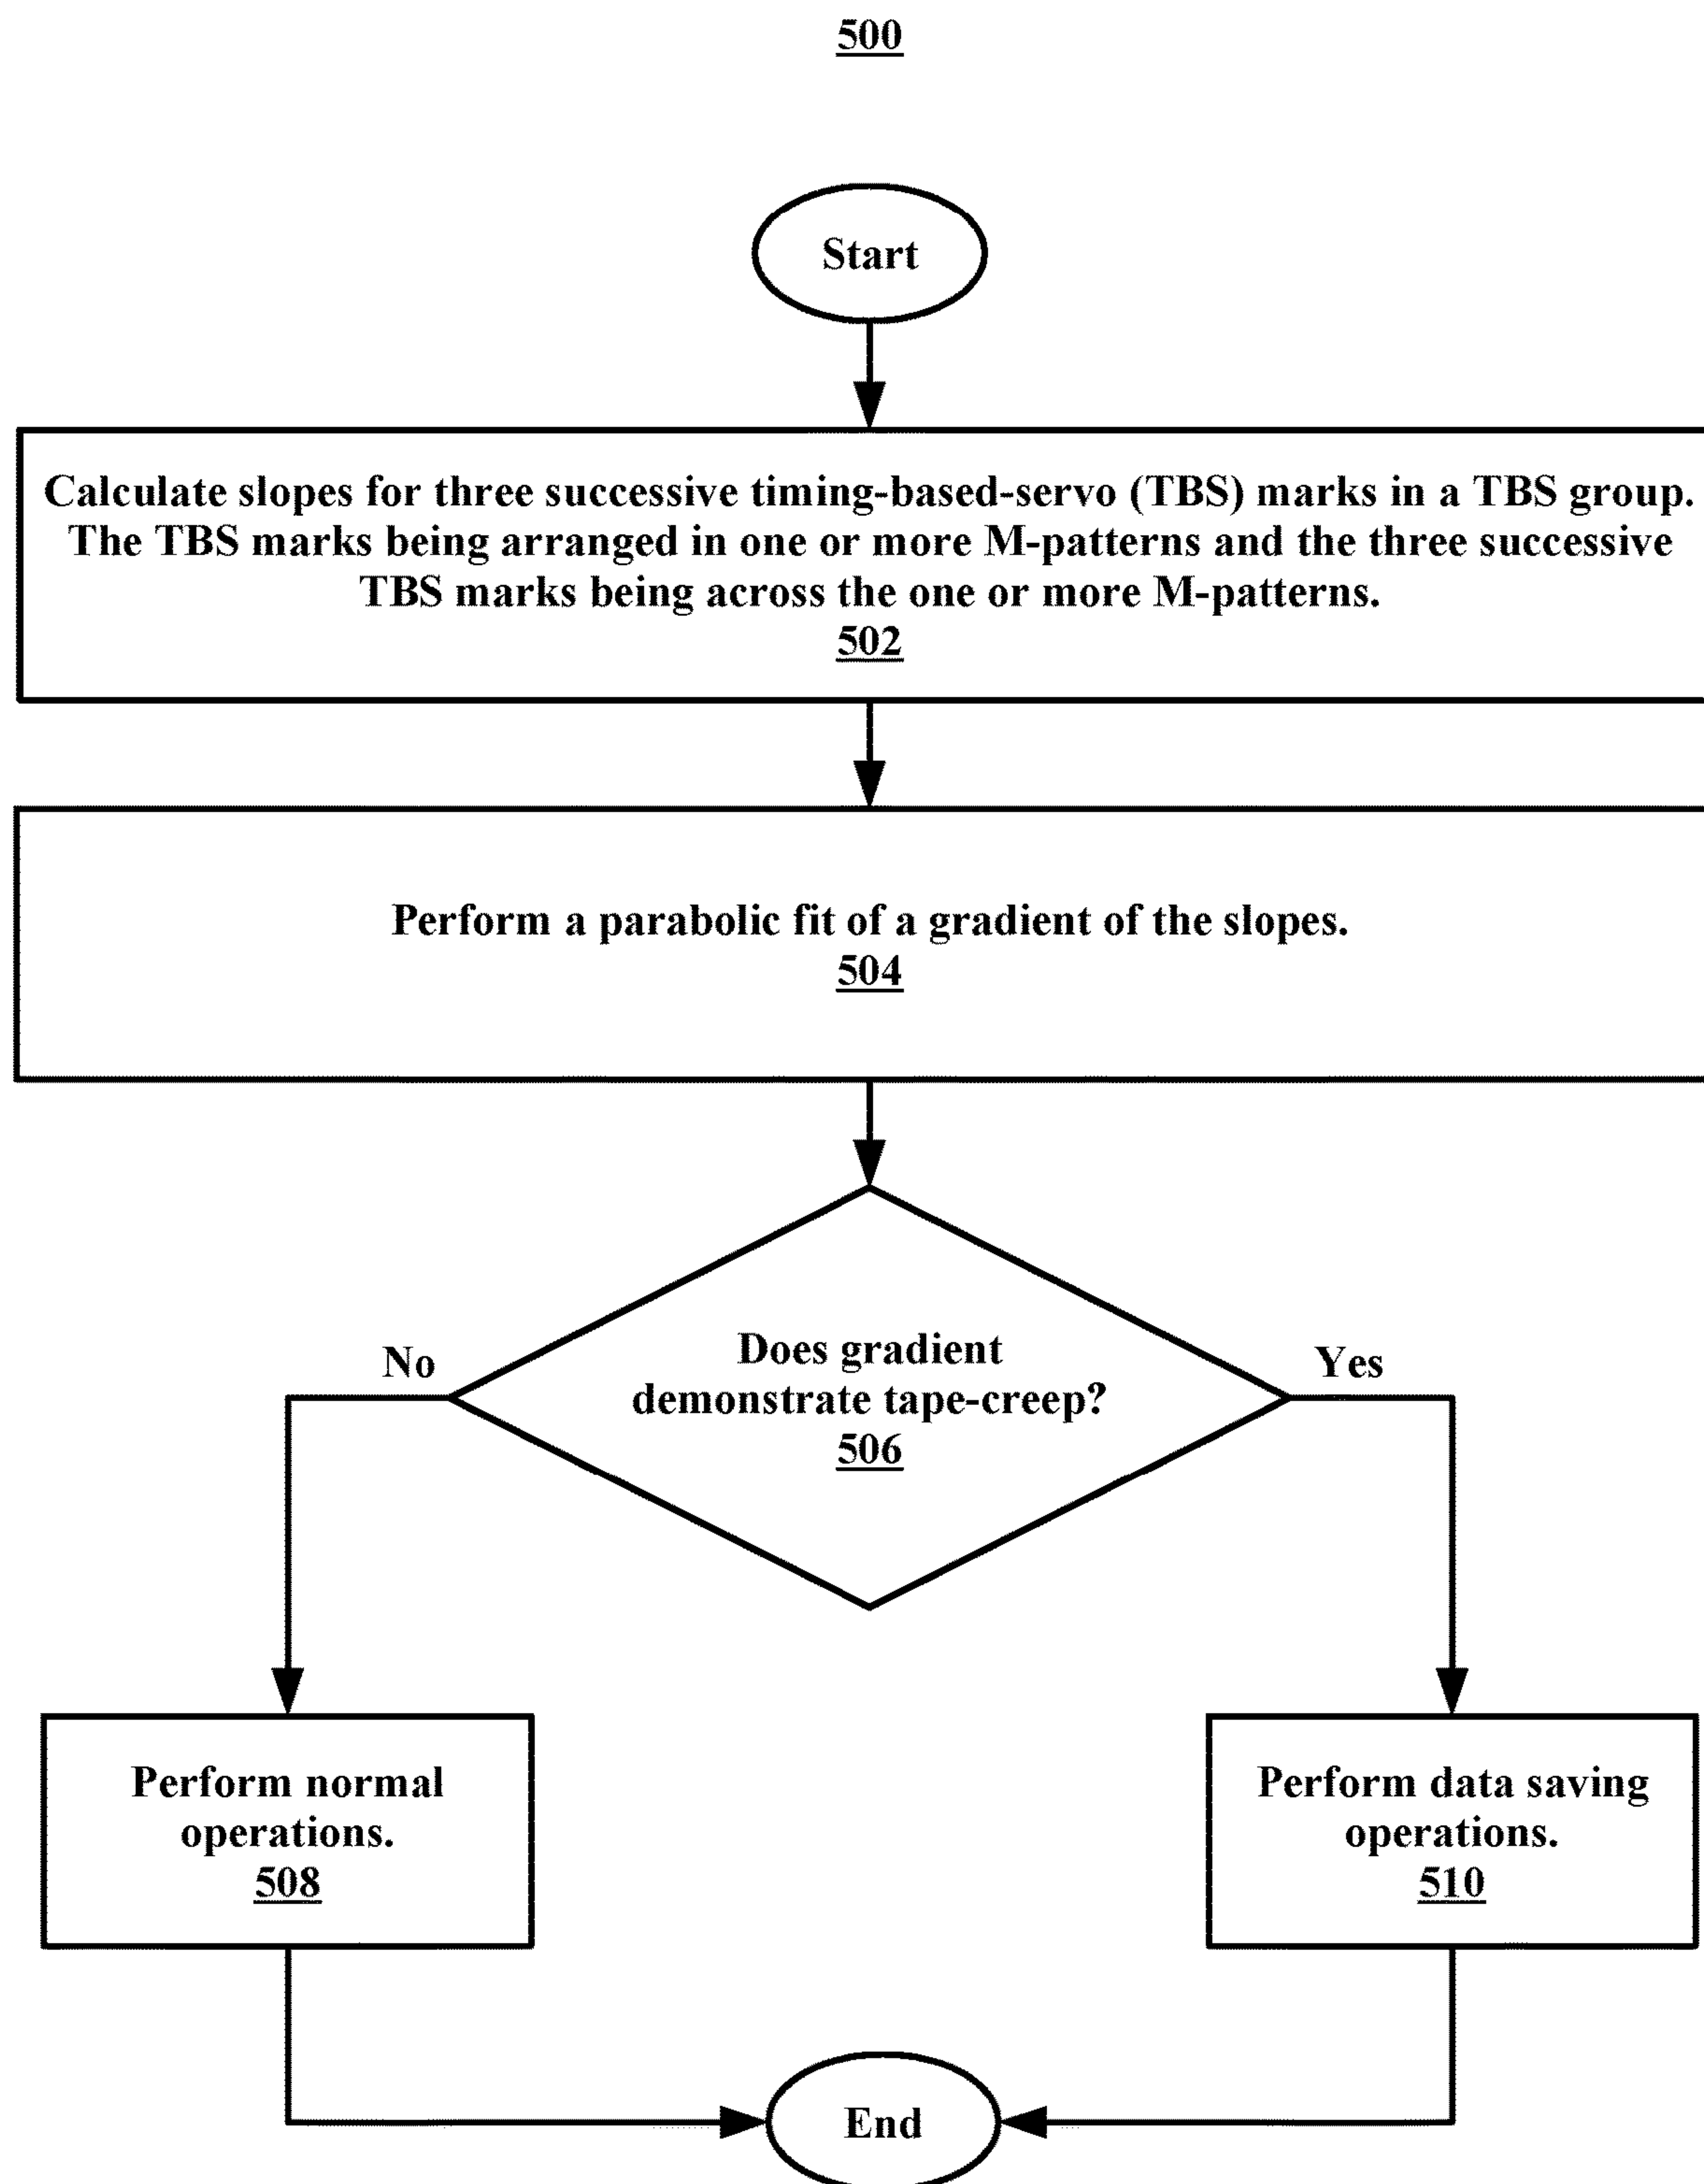 500
Start
Calculate slopes for three successive timing-based-servo (TBS) marks in a TBS group.
The TBS marks being arranged in one or more M-patterns and the three successive
TBS marks being across the one or more M-patterns.
502
Perform a parabolic fit of a gradient of the slopes.
504
Does gradient
demonstrate tape-creep?
506
No
Yes
Perform normal
operations.
508
Perform data saving
operations.
510
End